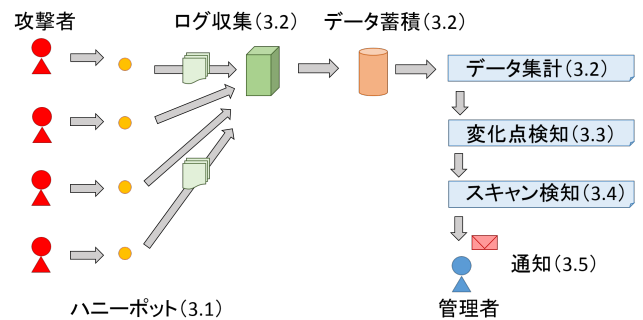 攻撃者
ログ収集(3.2)
データ蓄積(3.2)
データ集計(3.2)
変化点検知(3.3)
スキャン検知(3.4)
通知(3.5)
ハニーポット(3.1)
管理者